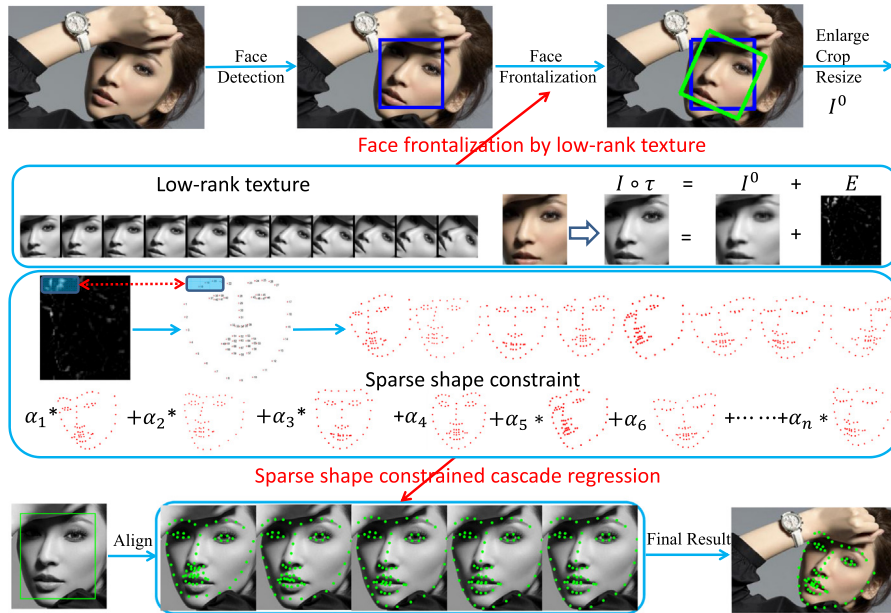 Face
Detection
Face
Frontalization
Enlarge
Crop
Resize
I⁰
Face frontalization by low-rank texture
Low-rank texture
I ∘ τ = I⁰ + E
= +
Sparse shape constraint
α₁* +α₂* +α₃* +α₄ +α₅ * +α₆ +⋯⋯+αₙ *
Sparse shape constrained cascade regression
Align
Final Result